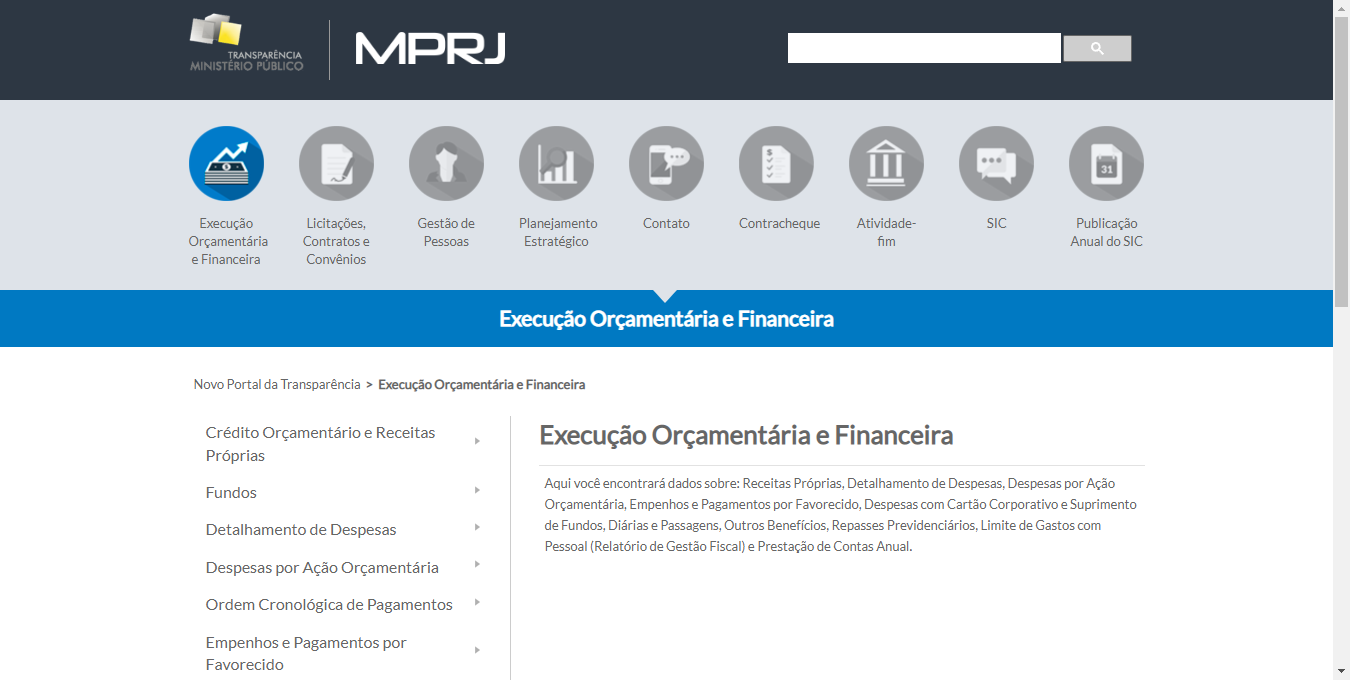 TRANSPARÊNCIA
MINISTÉRIO PÚBLICO
MPRJ
Execução
Orçamentária
e Financeira
Licitações,
Contratos e
Convênios
Gestão de
Pessoas
Planejamento
Estratégico
Contato
Contracheque
Atividade-
fim
SIC
31
Publicação
Anual do SIC
Execução Orçamentária e Financeira
Novo Portal da Transparência > Execução Orçamentária e Financeira
Crédito Orçamentário e Receitas
Próprias
Fundos
Detalhamento de Despesas
Despesas por Ação Orçamentária
Ordem Cronológica de Pagamentos
Empenhos e Pagamentos por
Favorecido
Execução Orçamentária e Financeira
Aqui você encontrará dados sobre: Receitas Próprias, Detalhamento de Despesas, Despesas por Ação
Orçamentária, Empenhos e Pagamentos por Favorecido, Despesas com Cartão Corporativo e Suprimento
de Fundos, Diárias e Passagens, Outros Benefícios, Repasses Previdenciários, Limite de Gastos com
Pessoal (Relatório de Gestão Fiscal) e Prestação de Contas Anual.